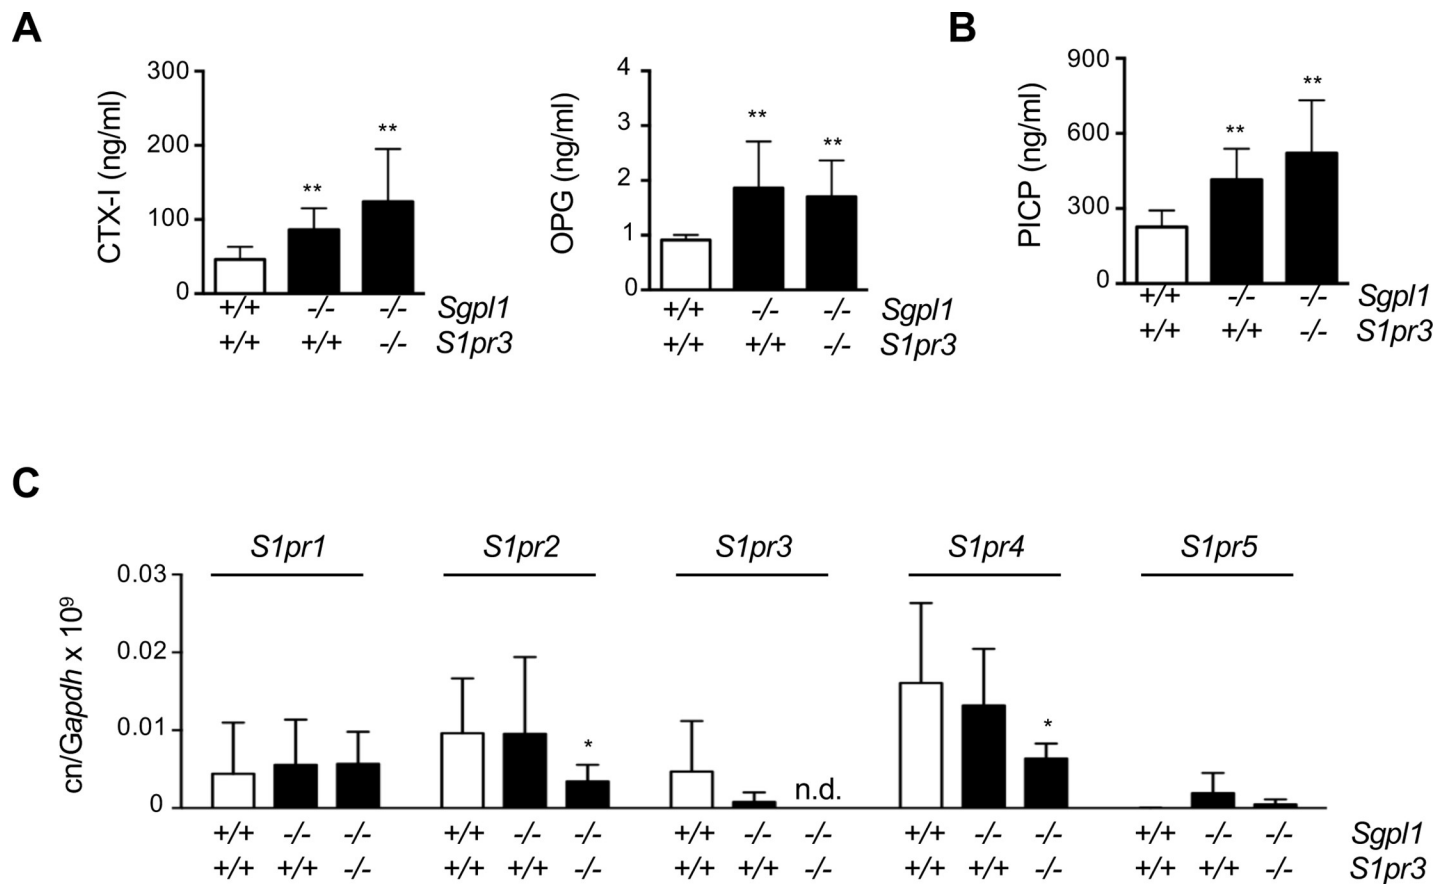 A
B
300
200
100
0
CTX-I (ng/ml)
**
**
+/+ -/- -/- Sgpl1
+/+ +/+ -/- S1pr3
4
3
2
1
0
OPG (ng/ml)
**
**
+/+ -/- -/- Sgpl1
+/+ +/+ -/- S1pr3
900
600
300
0
PICP (ng/ml)
**
**
+/+ -/- -/- Sgpl1
+/+ +/+ -/- S1pr3
C
S1pr1 S1pr2 S1pr3 S1pr4 S1pr5
0.03
0.02
0.01
0
cn/Gapdh x 10⁹
*
n.d.
*
+/+ -/- -/- +/+ -/- -/- +/+ -/- -/- +/+ -/- -/- +/+ -/- -/- Sgpl1
+/+ +/+ -/- +/+ +/+ -/- +/+ +/+ -/- +/+ +/+ -/- +/+ +/+ -/- S1pr3